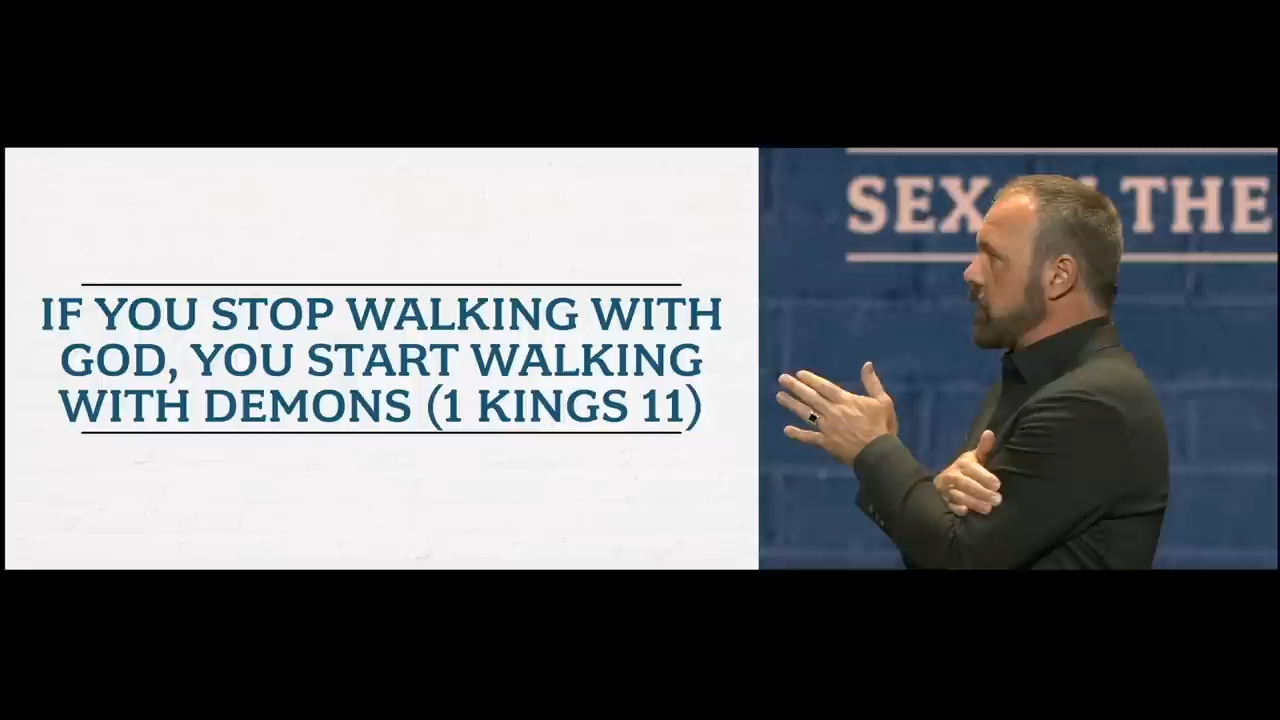 IF YOU STOP WALKING WITH
GOD, YOU START WALKING
WITH DEMONS (1 KINGS 11)
SEX THE